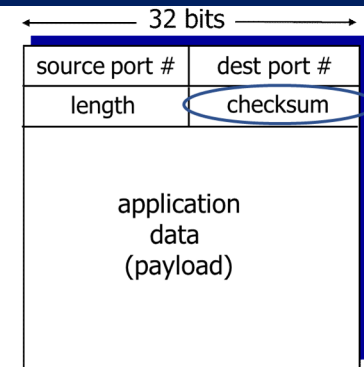 32 bits
source port # dest port #
length checksum
application
data
(payload)